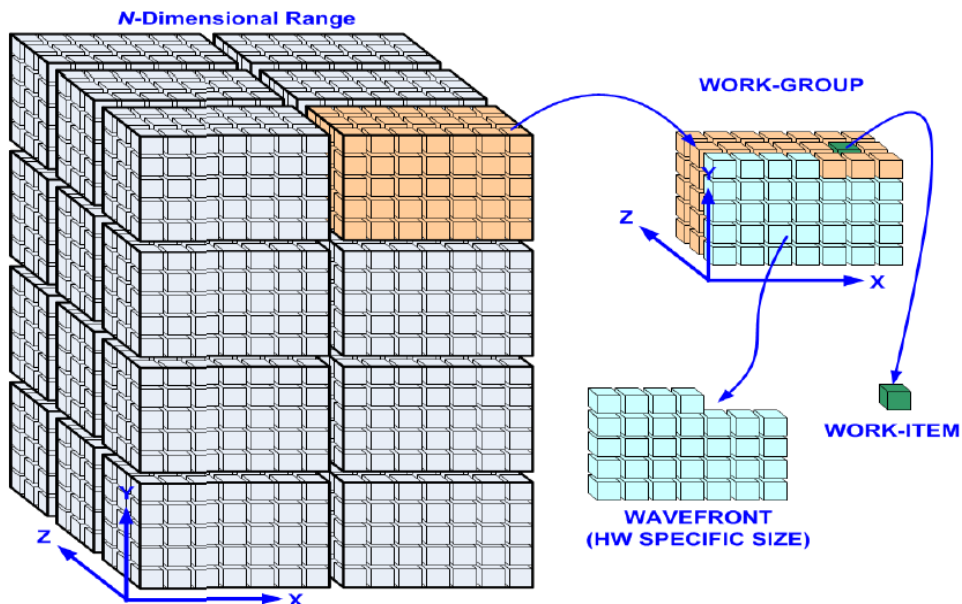 N-Dimensional Range
WORK-GROUP
Y
Z
X
WORK-ITEM
WAVEFRONT
(HW SPECIFIC SIZE)
Y
Z
X